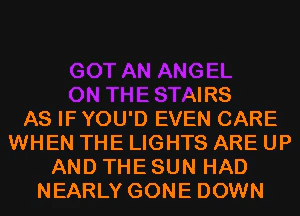 GOT AN ANGEL
ON THE STAIRS
AS IF YOU'D EVEN CARE
WHEN THE LIGHTS ARE UP
AND THE SUN HAD
NEARLY GONE DOWN